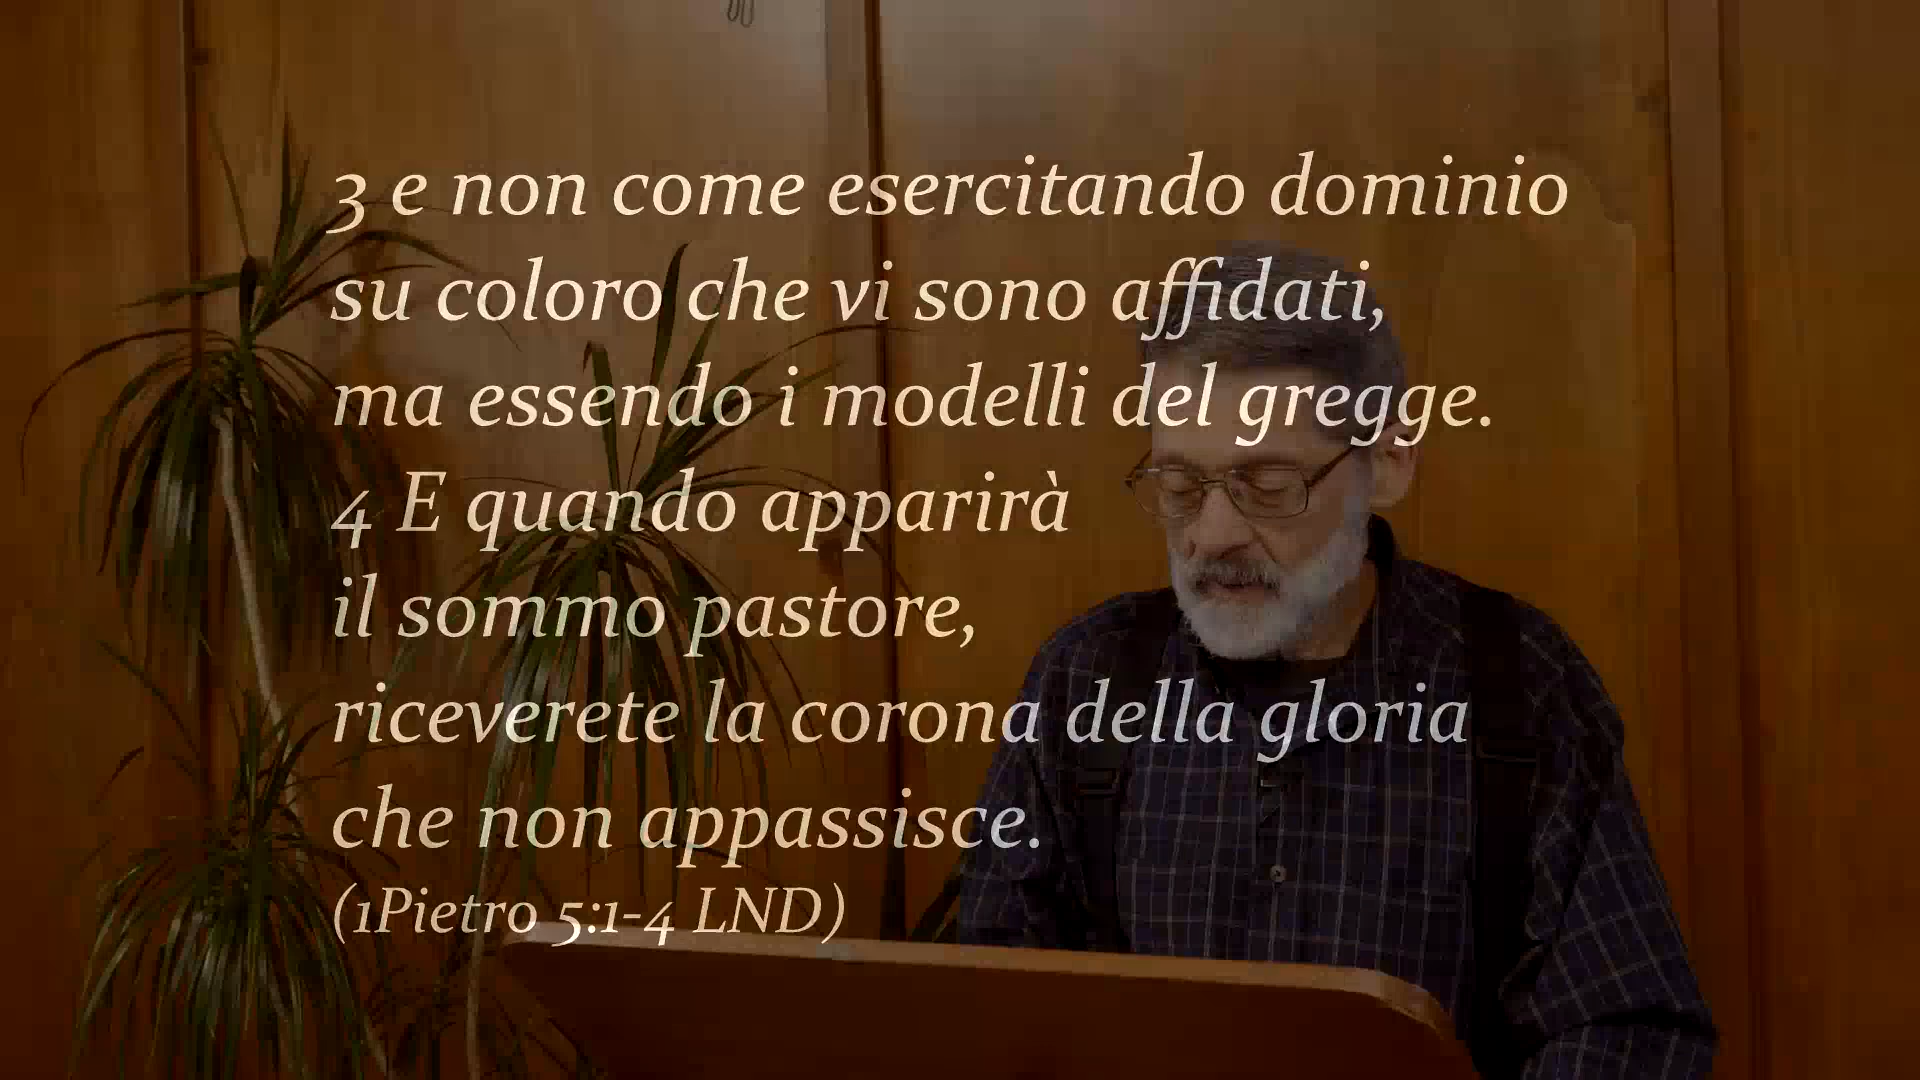 3 e non come esercitando dominio
su coloro che vi sono affidati,
ma essendo i modelli del gregge.
4 E quando apparirà
il sommo pastore,
riceverete la corona della gloria
che non appassisce.
(1Pietro 5:1-4 LND)